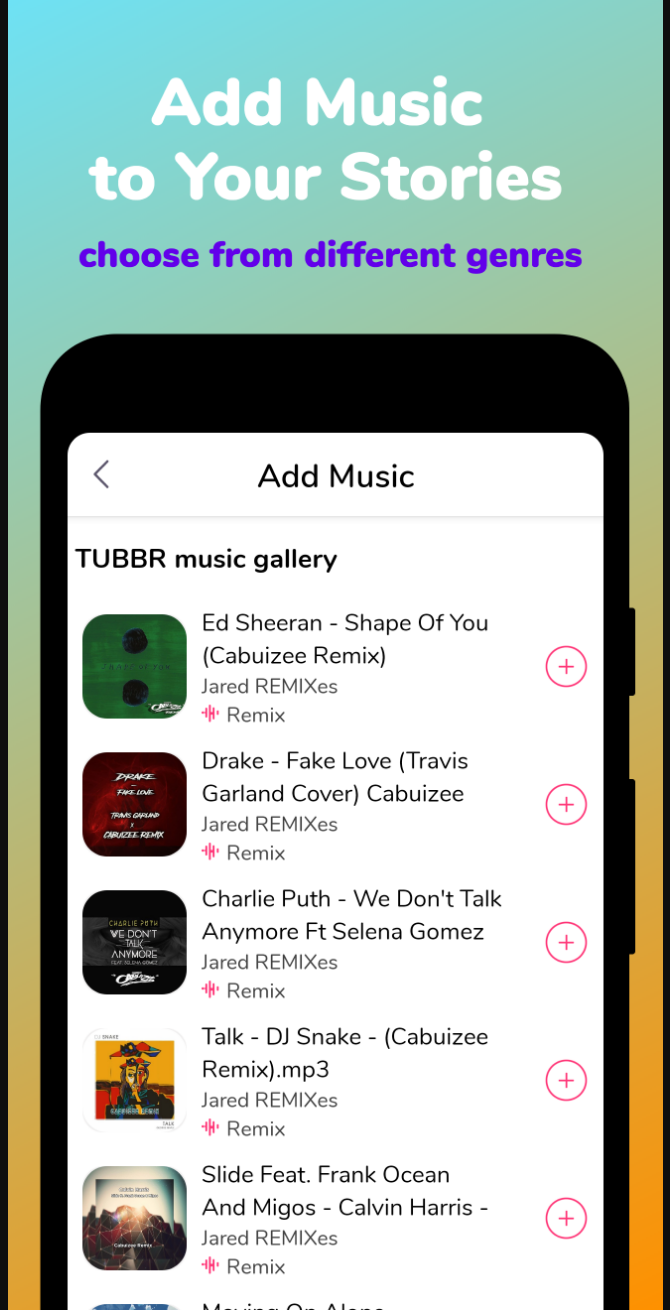 Add Music
to Your Stories
choose from different genres
Add Music
TUBBR music gallery
Ed Sheeran - Shape Of You
(Cabuizee Remix)
Jared REMIXes
Remix
DRAKE
FAKE LOVE
TRAVIS GARLAND
x
CABUIZEE REMIX
Drake - Fake Love (Travis
Garland Cover) Cabuizee
Jared REMIXes
Remix
CHARLIE PUTH
WE DON'T
TALK
ANYMORE
FEAT. SELENA GOMEZ
Charlie Puth - We Don't Talk
Anymore Ft Selena Gomez
Jared REMIXes
Remix
DJ SNAKE
TALK
Talk - DJ Snake - (Cabuizee
Remix).mp3
Jared REMIXes
Remix
Cabuizee Remix
Slide Feat. Frank Ocean
And Migos - Calvin Harris -
Jared REMIXes
Remix
Moving On Alone